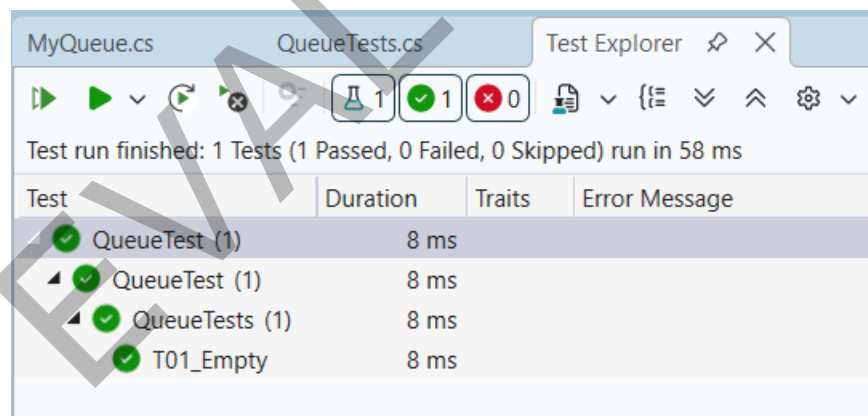 MyQueue.cs QueueTests.cs Test Explorer
1 1 0
Test run finished: 1 Tests (1 Passed, 0 Failed, 0 Skipped) run in 58 ms
Test Duration Traits Error Message
QueueTest (1) 8 ms
QueueTest (1) 8 ms
QueueTests (1) 8 ms
T01_Empty 8 ms
EVAL